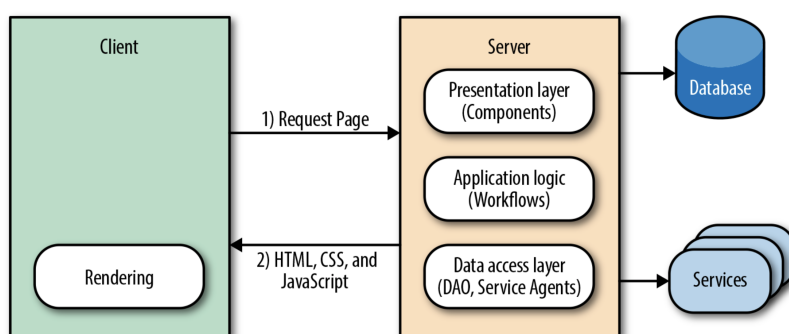 Client
Server
Database
Presentation layer
(Components)
1) Request Page
Application logic
(Workflows)
2) HTML, CSS, and
JavaScript
Rendering
Data access layer
(DAO, Service Agents)
Services